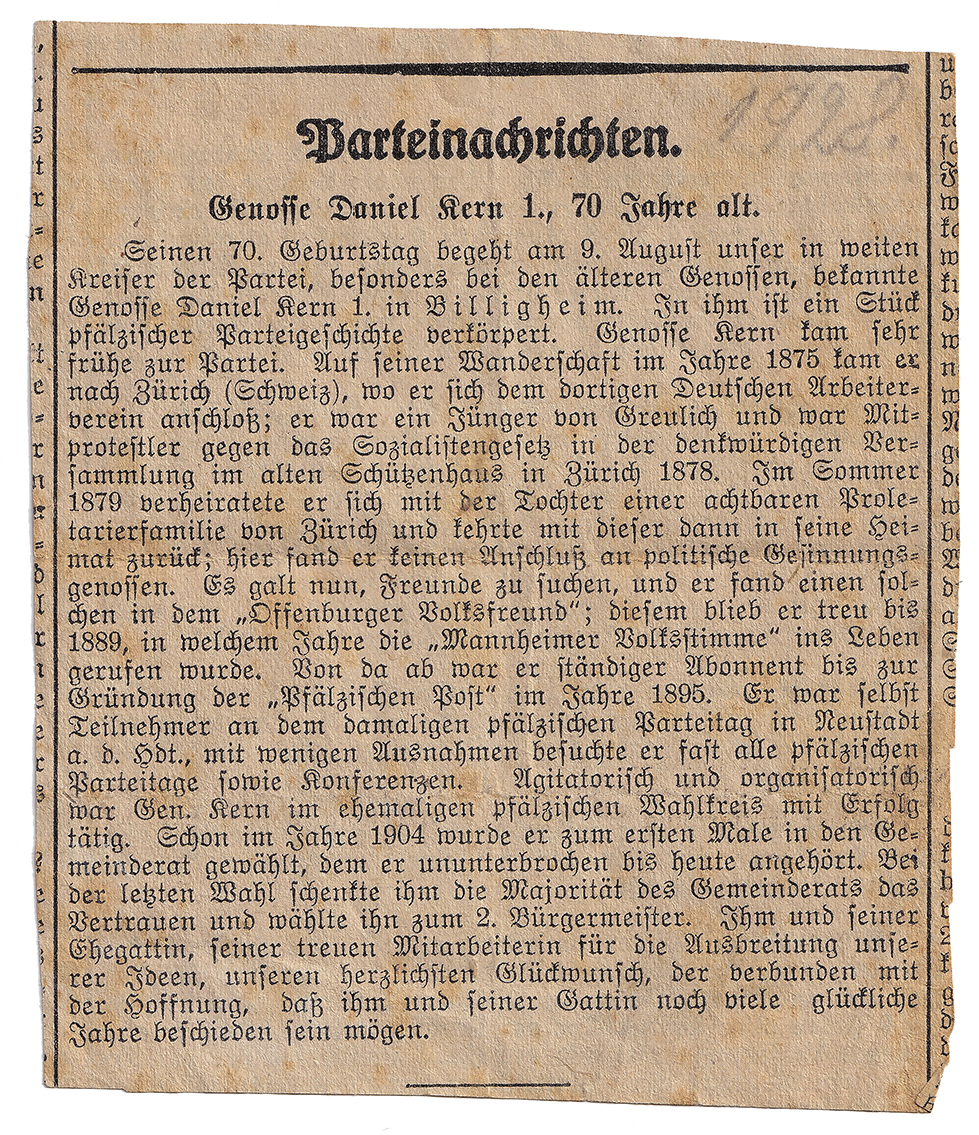 1928.
Parteinachrichten.
Genosse Daniel Kern 1., 70 Jahre alt.
Seinen 70. Geburtstag begeht am 9. August unser in weiten
Kreiser der Partei, besonders bei den älteren Genossen, bekannte
Genosse Daniel Kern 1. in Billigheim. In ihm ist ein Stück
pfälzischer Parteigeschichte verkörpert. Genosse Kern kam sehr
frühe zur Partei. Auf seiner Wanderschaft im Jahre 1875 kam er
nach Zürich (Schweiz), wo er sich dem dortigen Deutschen Arbeiter-
verein anschloß; er war ein Jünger von Greulich und war Mit-
protestler gegen das Sozialistengesetz in der denkwürdigen Ver-
sammlung im alten Schützenhaus in Zürich 1878. Im Sommer
1879 verheiratete er sich mit der Tochter einer achtbaren Prole-
tarierfamilie von Zürich und kehrte mit dieser dann in seine Hei-
mat zurück; hier fand er keinen Anschluß an politische Gesinnungs-
genossen. Es galt nun, Freunde zu suchen, und er fand einen sol-
chen in dem „Offenburger Volksfreund“; diesem blieb er treu bis
1889, in welchem Jahre die „Mannheimer Volksstimme“ ins Leben
gerufen wurde. Von da ab war er ständiger Abonnent bis zur
Gründung der „Pfälzischen Post“ im Jahre 1895. Er war selbst
Teilnehmer an dem damaligen pfälzischen Parteitag in Neustadt
a. d. Hdt., mit wenigen Ausnahmen besuchte er fast alle pfälzischen
Parteitage sowie Konferenzen. Agitatorisch und organisatorisch
war Gen. Kern im ehemaligen pfälzischen Wahlkreis mit Erfolg
tätig. Schon im Jahre 1904 wurde er zum ersten Male in den Ge-
meinderat gewählt, dem er ununterbrochen bis heute angehört. Bei
der letzten Wahl schenkte ihm die Majorität des Gemeinderats das
Vertrauen und wählte ihn zum 2. Bürgermeister. Ihm und seiner
Ehegattin, seiner treuen Mitarbeiterin für die Ausbreitung unse-
rer Ideen, unseren herzlichsten Glückwunsch, der verbunden mit
der Hoffnung, daß ihm und seiner Gattin noch viele glückliche
Jahre beschieden sein mögen.